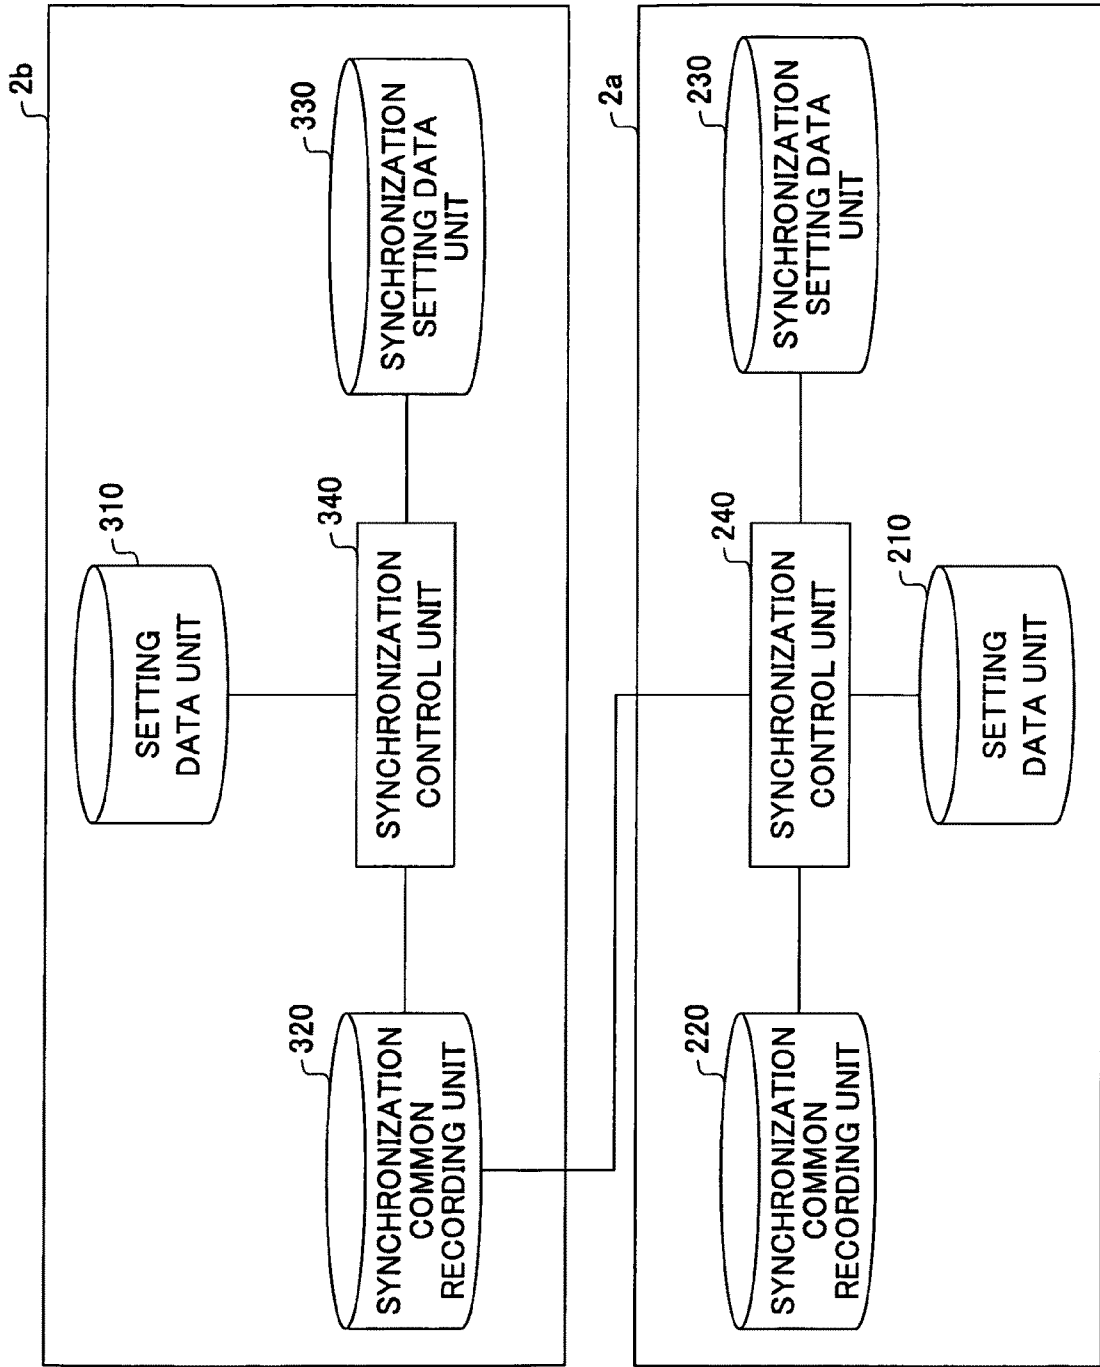 2b
310
SETTING
DATA UNIT
320
SYNCHRONIZATION
COMMON
RECORDING UNIT
340
SYNCHRONIZATION
CONTROL UNIT
330
SYNCHRONIZATION
SETTING DATA
UNIT
2a
220
SYNCHRONIZATION
COMMON
RECORDING UNIT
240
SYNCHRONIZATION
CONTROL UNIT
230
SYNCHRONIZATION
SETTING DATA
UNIT
210
SETTING
DATA UNIT